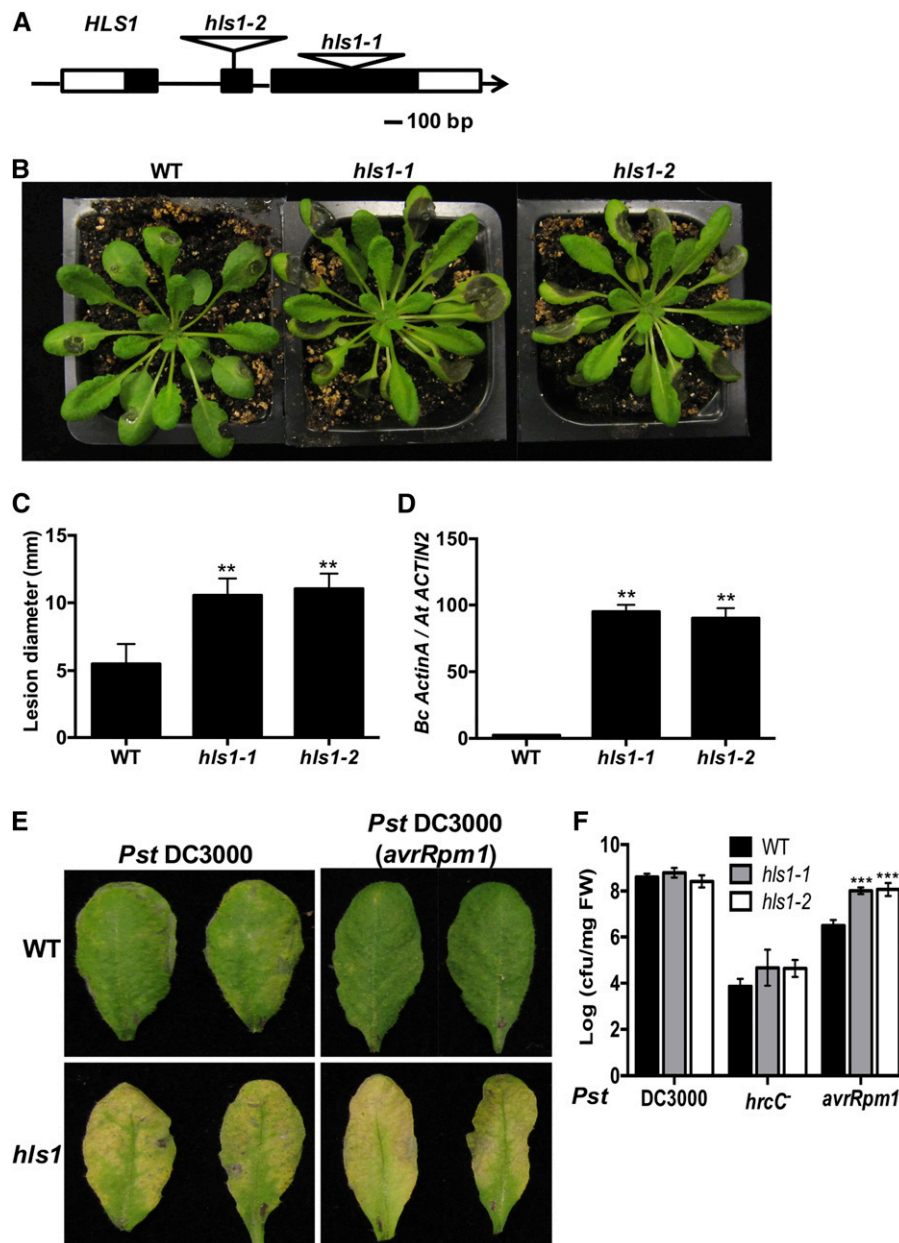 A
HLS1
hls1-2
hls1-1
100 bp
B
WT
hls1-1
hls1-2
C
Lesion diameter (mm)
15
10
5
0
**
**
WT
hls1-1
hls1-2
D
Bc ActinA / At ACTIN2
150
100
50
0
**
**
WT
hls1-1
hls1-2
E
Pst DC3000
Pst DC3000
(avrRpm1)
WT
hls1
F
Log (cfu/mg FW)
10
8
6
4
2
0
WT
hls1-1
hls1-2
***
***
Pst
DC3000
hrcC-
avrRpm1